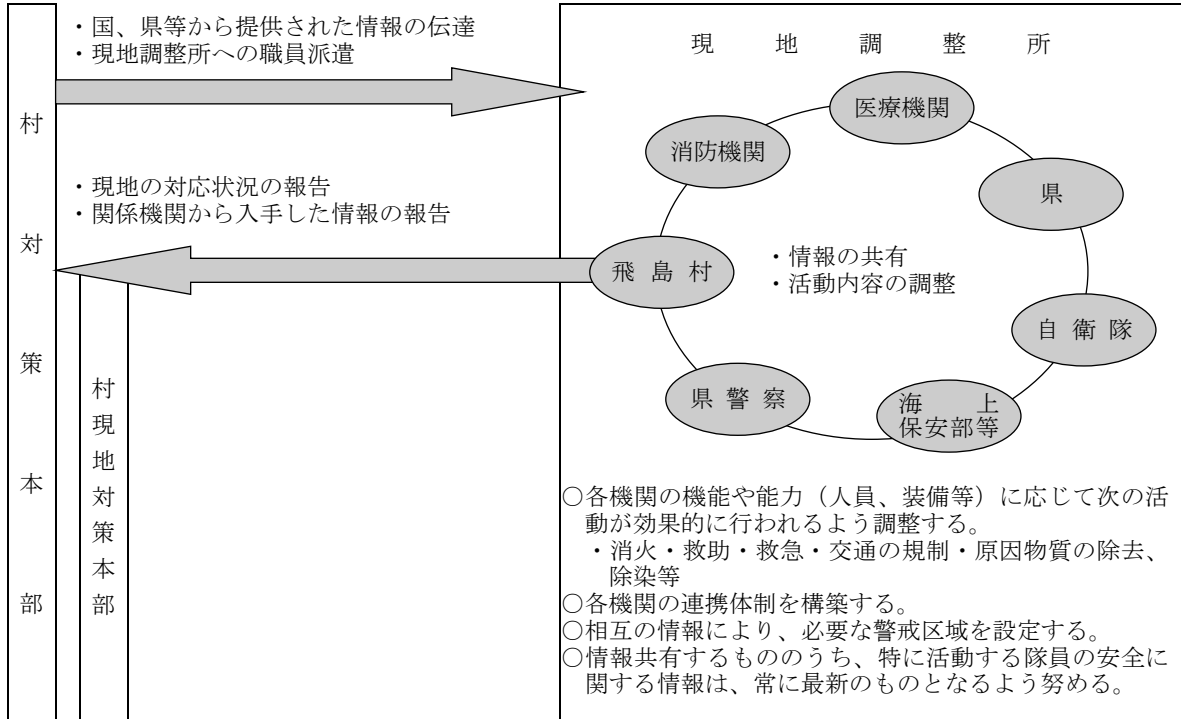 村対策本部
・国、県等から提供された情報の伝達
・現地調整所への職員派遣
・現地の対応状況の報告
・関係機関から入手した情報の報告
村現地対策本部
現地調整所
医療機関
消防機関
県
飛島村
・情報の共有
・活動内容の調整
自衛隊
県警察
海上
保安部等
○各機関の機能や能力（人員、装備等）に応じて次の活
動が効果的に行われるよう調整する。
・消火・救助・救急・交通の規制・原因物質の除去、
除染等
○各機関の連携体制を構築する。
○相互の情報により、必要な警戒区域を設定する。
○情報共有するもののうち、特に活動する隊員の安全に
関する情報は、常に最新のものとなるよう努める。